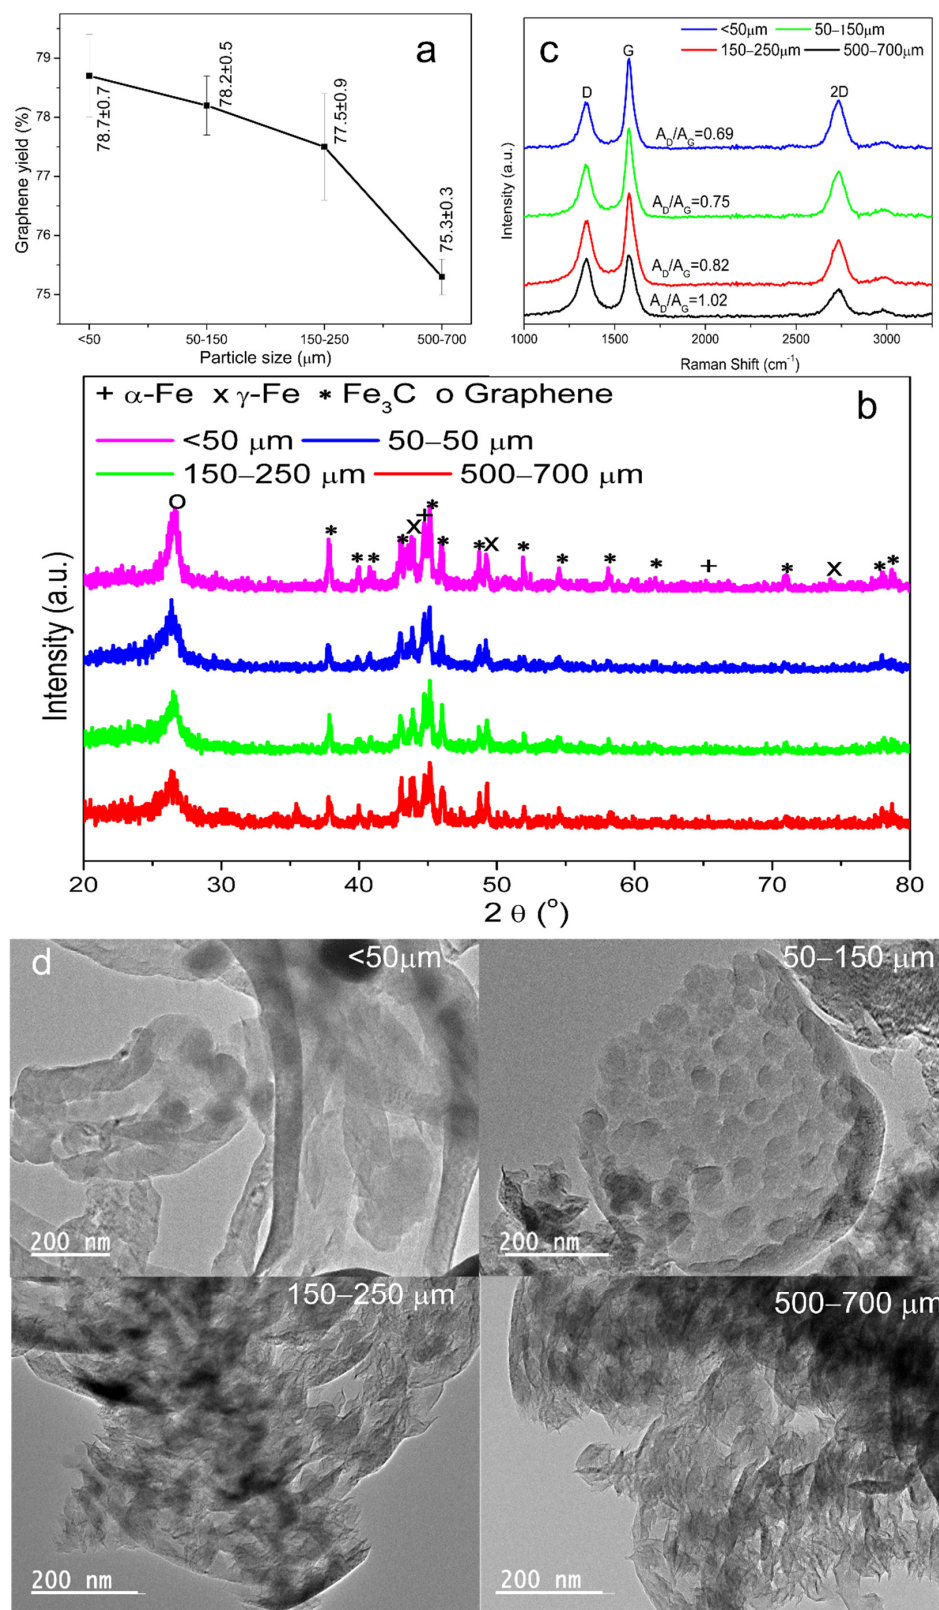 a
Graphene yield (%)
79
78
77
76
75
78.7±0.7
78.2±0.5
77.5±0.9
75.3±0.3
<50
50-150
150-250
500-700
Particle size (μm)
c
<50μm
50-150μm
150-250μm
500-700μm
Intensity (a.u.)
D
G
2D
A_D/A_G=0.69
A_D/A_G=0.75
A_D/A_G=0.82
A_D/A_G=1.02
1000 1500 2000 2500 3000
Raman Shift (cm⁻¹)
b
+ α-Fe x γ-Fe * Fe₃C o Graphene
<50 μm
50–50 μm
150–250 μm
500–700 μm
Intensity (a.u.)
o * * * * x + * * * x * * * * + * x * *
20 30 40 50 60 70 80
2 θ (°)
d
<50μm
50–150 μm
200 nm
200 nm
150–250 μm
500–700 μm
200 nm
200 nm